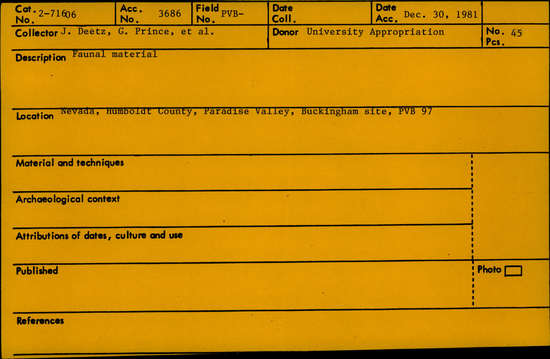 Cat. No. 2-71606 Acc. No. 3686 Field No. PVB- Date Coll. Date Acc. Dec. 30, 1981
Collector J. Deetz, G. Prince, et al. Donor University Appropriation No. Pcs. 45
Description Faunal material
Location Nevada, Humboldt County, Paradise Valley, Buckingham site, PVB 97
Material and techniques
Archaeological context
Attributions of dates, culture and use
Published Photo
References